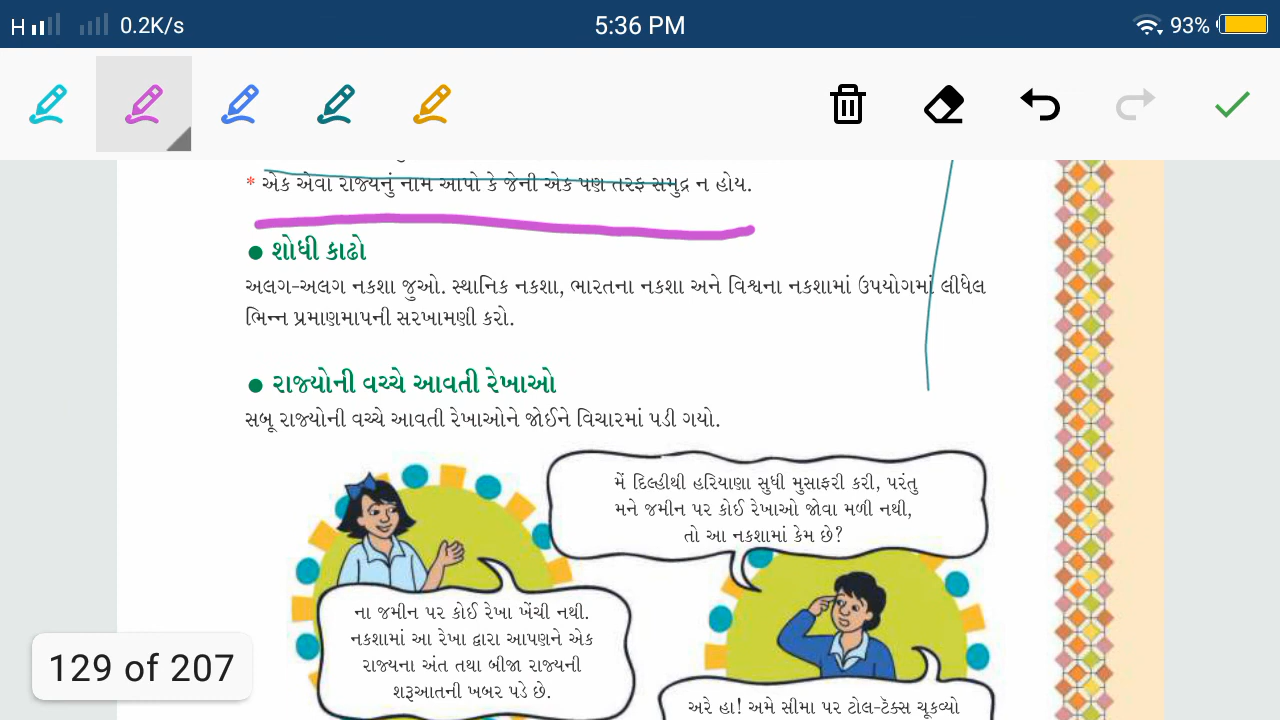 H 0.2K/s 5:36 PM 93%
* એક એવા રાજ્યનું નામ આપો કે જેની એક પણ તરફ સમુદ્ર ન હોય.
● શોધી કાઢો
અલગ-અલગ નકશા જુઓ. સ્થાનિક નકશા, ભારતના નકશા અને વિશ્વના નકશામાં ઉપયોગમાં લીધેલ
ભિન્ન પ્રમાણમાપની સરખામણી કરો.
● રાજ્યોની વચ્ચે આવતી રેખાઓ
સબૂ રાજ્યોની વચ્ચે આવતી રેખાઓને જોઈને વિચારમાં પડી ગયો.
મેં દિલ્હીથી હરિયાણા સુધી મુસાફરી કરી, પરંતુ
મને જમીન પર કોઈ રેખાઓ જોવા મળી નથી,
તો આ નકશામાં કેમ છે?
ના જમીન પર કોઈ રેખા ખેંચી નથી.
નકશામાં આ રેખા દ્વારા આપણને એક
રાજ્યના અંત તથા બીજા રાજ્યની
શરૂઆતની ખબર પડે છે.
અરે હા! અમે સીમા પર ટોલ-ટૅક્સ ચૂકવ્યો
129 of 207